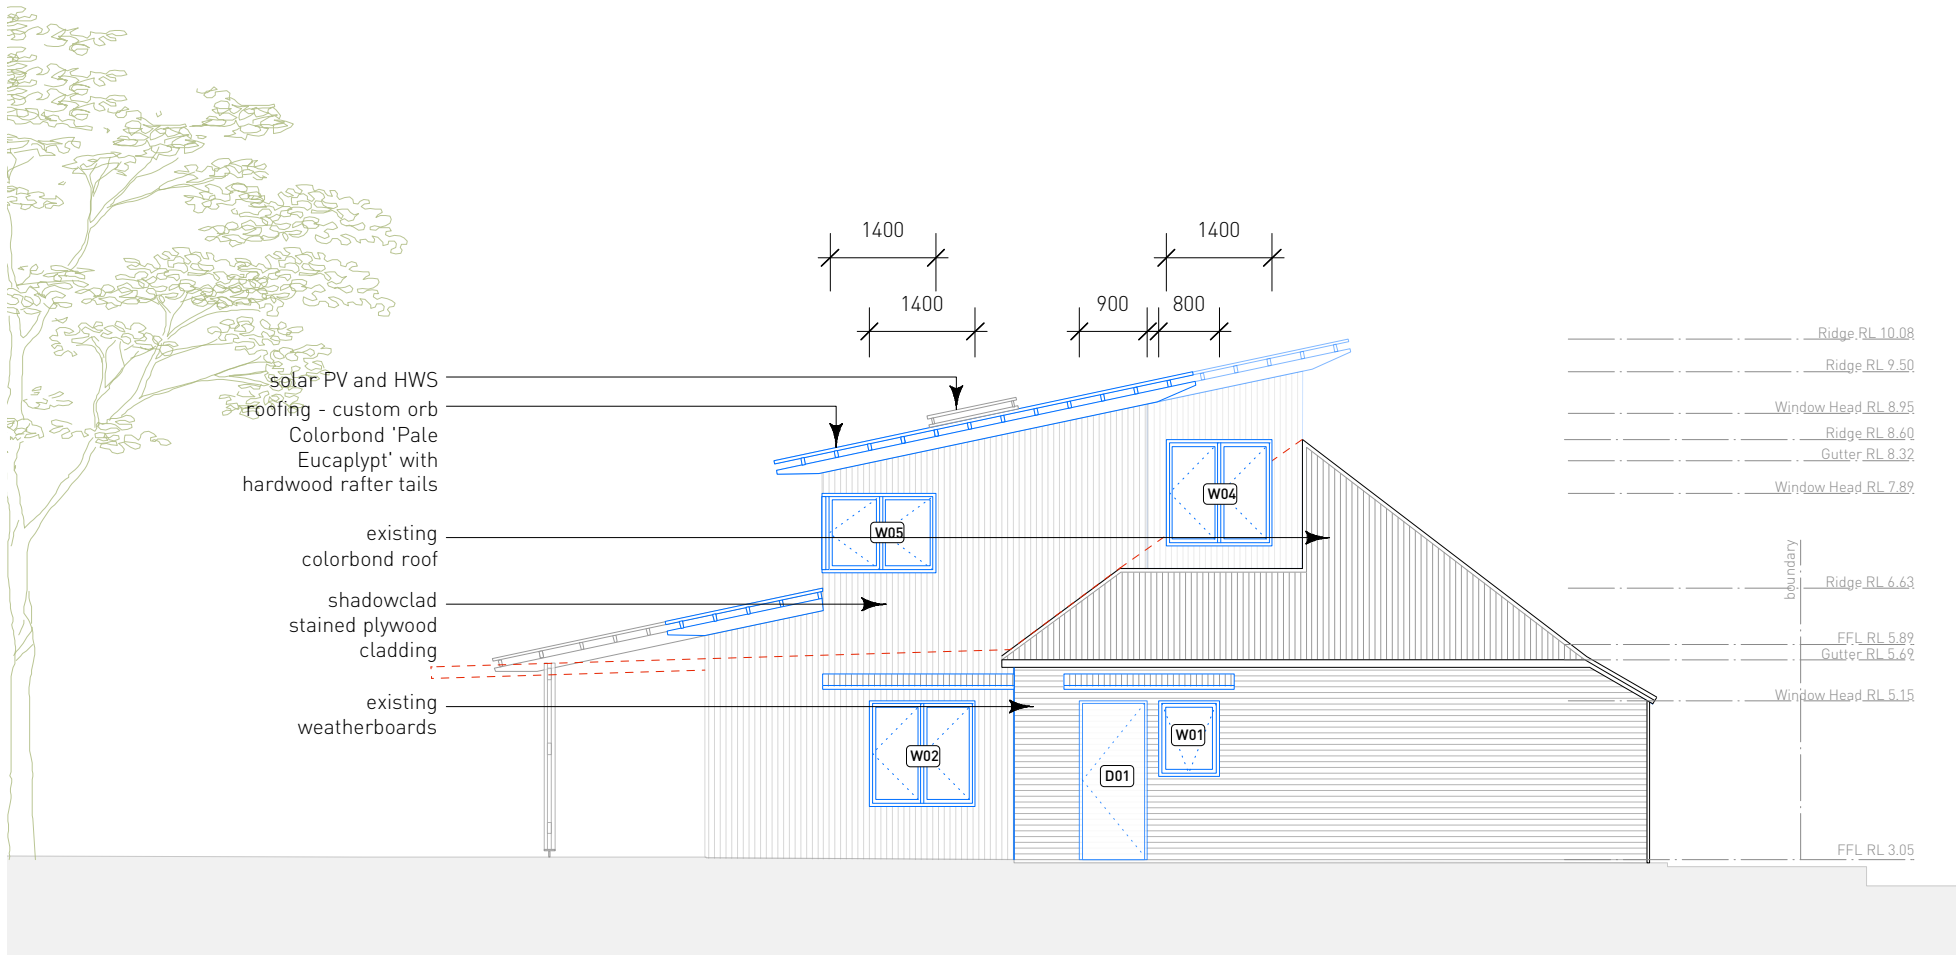 1400
1400
1400
900
800
solar PV and HWS
roofing - custom orb
Colorbond 'Pale
Eucaplypt' with
hardwood rafter tails
existing
colorbond roof
shadowclad
stained plywood
cladding
existing
weatherboards
W04
W05
W02
W01
D01
Ridge RL 10.08
Ridge RL 9.50
Window Head RL 8.95
Ridge RL 8.60
Gutter RL 8.32
Window Head RL 7.89
boundary
Ridge RL 6.63
FFL RL 5.89
Gutter RL 5.69
Window Head RL 5.15
FFL RL 3.05